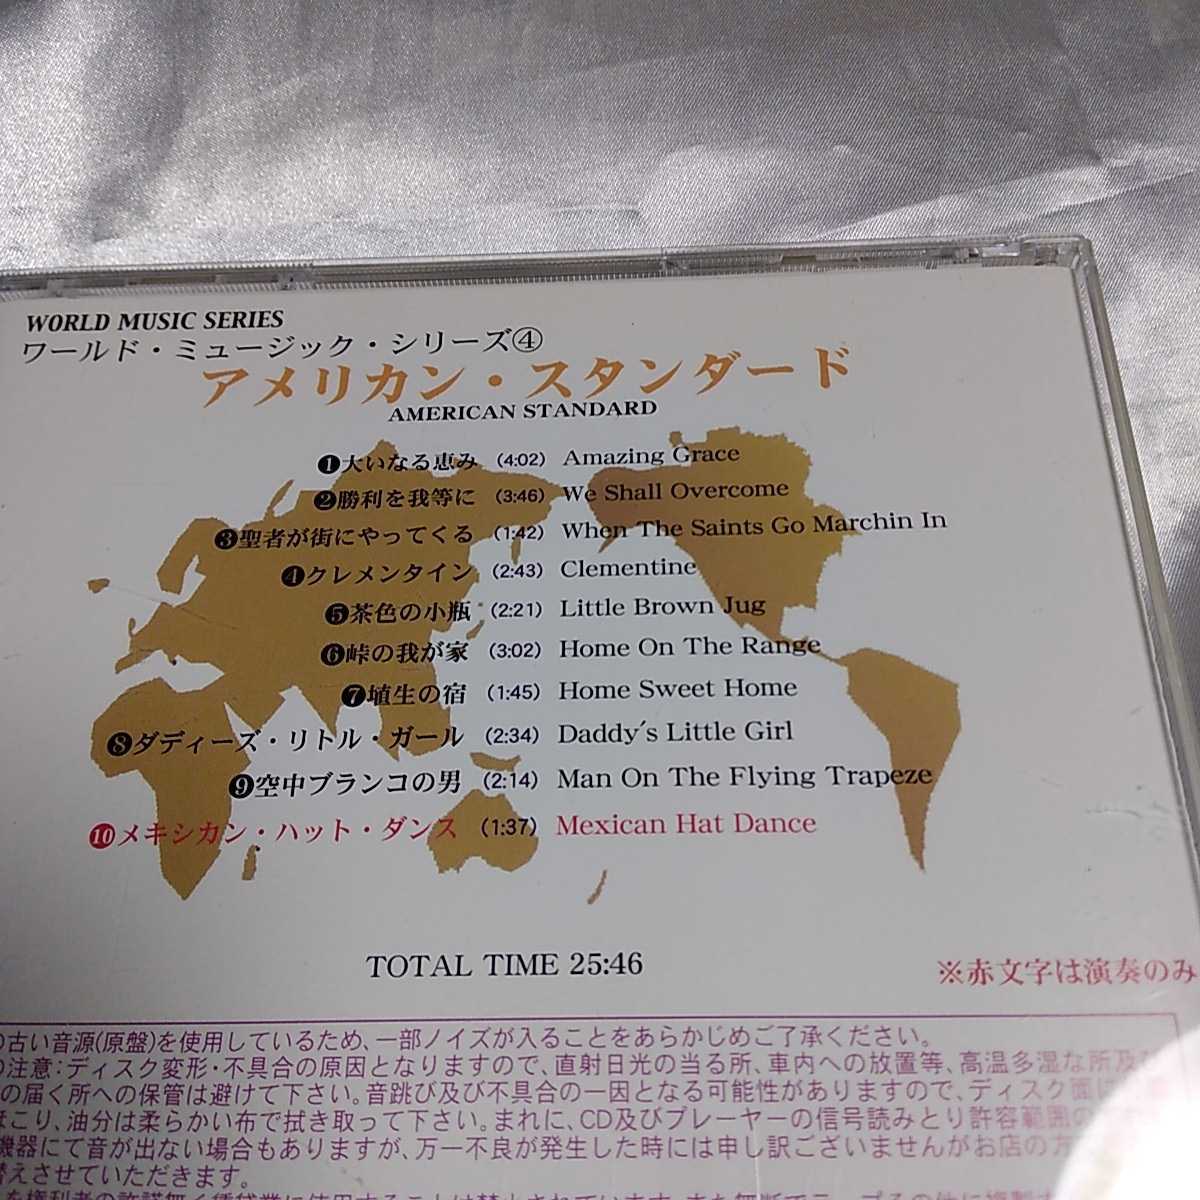 WORLD MUSIC SERIES
ワールド・ミュージック・シリーズ④
アメリカン・スタンダード
AMERICAN STANDARD
❶大いなる恵み (4:02) Amazing Grace
❷勝利を我等に (3:46) We Shall Overcome
❸聖者が街にやってくる (1:42) When The Saints Go Marchin In
❹クレメンタイン (2:43) Clementine
❺茶色の小瓶 (2:21) Little Brown Jug
❻峠の我が家 (3:02) Home On The Range
❼埴生の宿 (1:45) Home Sweet Home
❽ダディーズ・リトル・ガール (2:34) Daddy´s Little Girl
❾空中ブランコの男 (2:14) Man On The Flying Trapeze
❿メキシカン・ハット・ダンス (1:37) Mexican Hat Dance
TOTAL TIME 25:46
※赤文字は演奏のみ
の古い音源(原盤)を使用しているため、一部ノイズが入ることをあらかじめご了承ください。
の注意:ディスク変形・不具合の原因となりますので、直射日光の当る所、車内への放置等、高温多湿な所及び
の届く所への保管は避けて下さい。音跳び及び不具合の一因となる可能性がありますので、ディスク面に
ほこり、油分は柔らかい布で拭き取って下さい。まれに、CD及びプレーヤーの信号読みとり許容範囲の
機器にて音が出ない場合もありますが、万一不良が発生した時には申し訳ございませんがお店の方
替えさせていただきます。